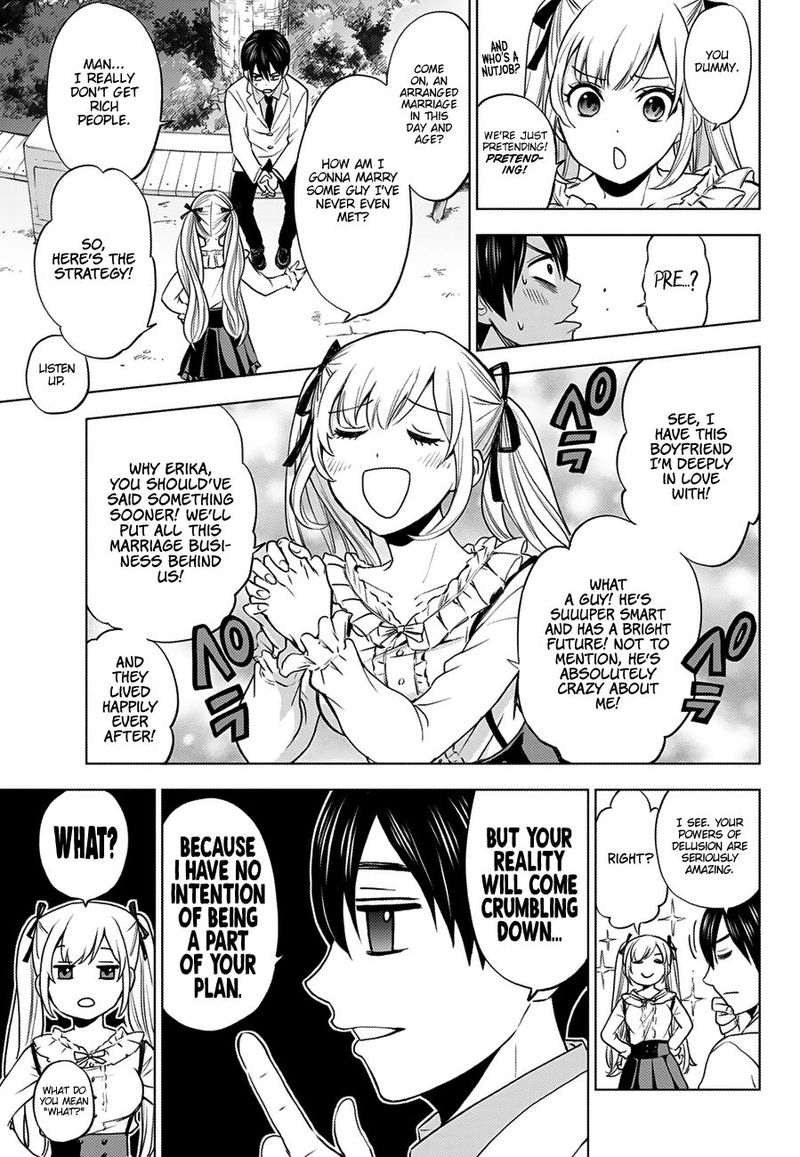 YOU
DUMMY.
AND
WHO'S A
NUTJOB?
WE'RE JUST
PRETENDING!
PRETEND-
ING!
PRE...?
COME
ON, AN
ARRANGED
MARRIAGE
IN THIS
DAY AND
AGE?
HOW AM I
GONNA MARRY
SOME GUY I'VE
NEVER EVEN
MET?
MAN...
I REALLY
DON'T GET
RICH
PEOPLE.
SO,
HERE'S THE
STRATEGY!
LISTEN
UP.
SEE, I
HAVE THIS
BOYFRIEND
I'M DEEPLY
IN LOVE
WITH!
ペラ
ペラ
WHAT
A GUY! HE'S
SUUUPER SMART
AND HAS A BRIGHT
FUTURE! NOT TO
MENTION, HE'S
ABSOLUTELY
CRAZY ABOUT
ME!
WHY ERIKA,
YOU SHOULD'VE
SAID SOMETHING
SOONER! WE'LL
PUT ALL THIS
MARRIAGE BUSI-
NESS BEHIND
US!
ペラ
AND
THEY
LIVED
HAPPILY
EVER
AFTER!
I SEE. YOUR
POWERS OF
DELUSION ARE
SERIOUSLY
AMAZING.
RIGHT?
BUT YOUR
REALITY
WILL COME
CRUMBLING
DOWN...
BECAUSE
I HAVE NO
INTENTION
OF BEING
A PART
OF YOUR
PLAN.
WHAT?
WHAT DO
YOU MEAN
"WHAT?"